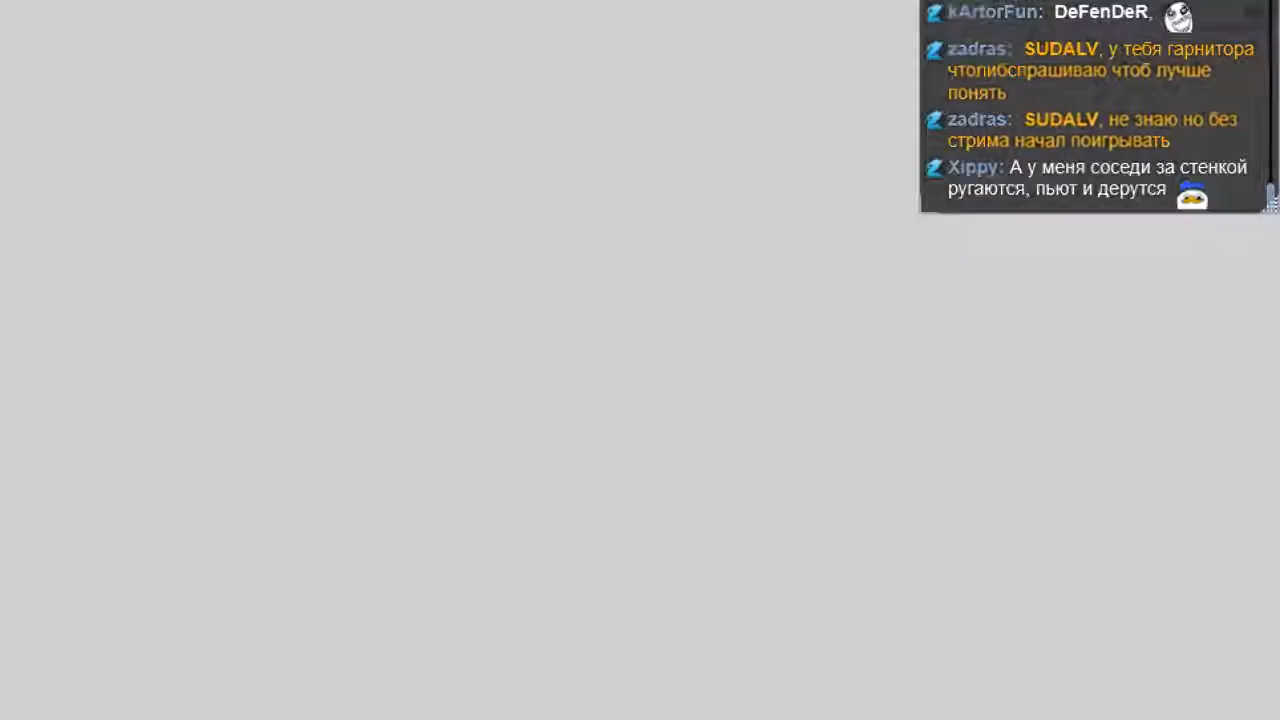 kArtorFun: DeFenDeR,
zadras: SUDALV, у тебя гарнитора
чтолибспрашиваю чтоб лучше
понять
zadras: SUDALV, не знаю но без
стрима начал поигрывать
Xippy: А у меня соседи за стенкой
ругаются, пьют и дерутся